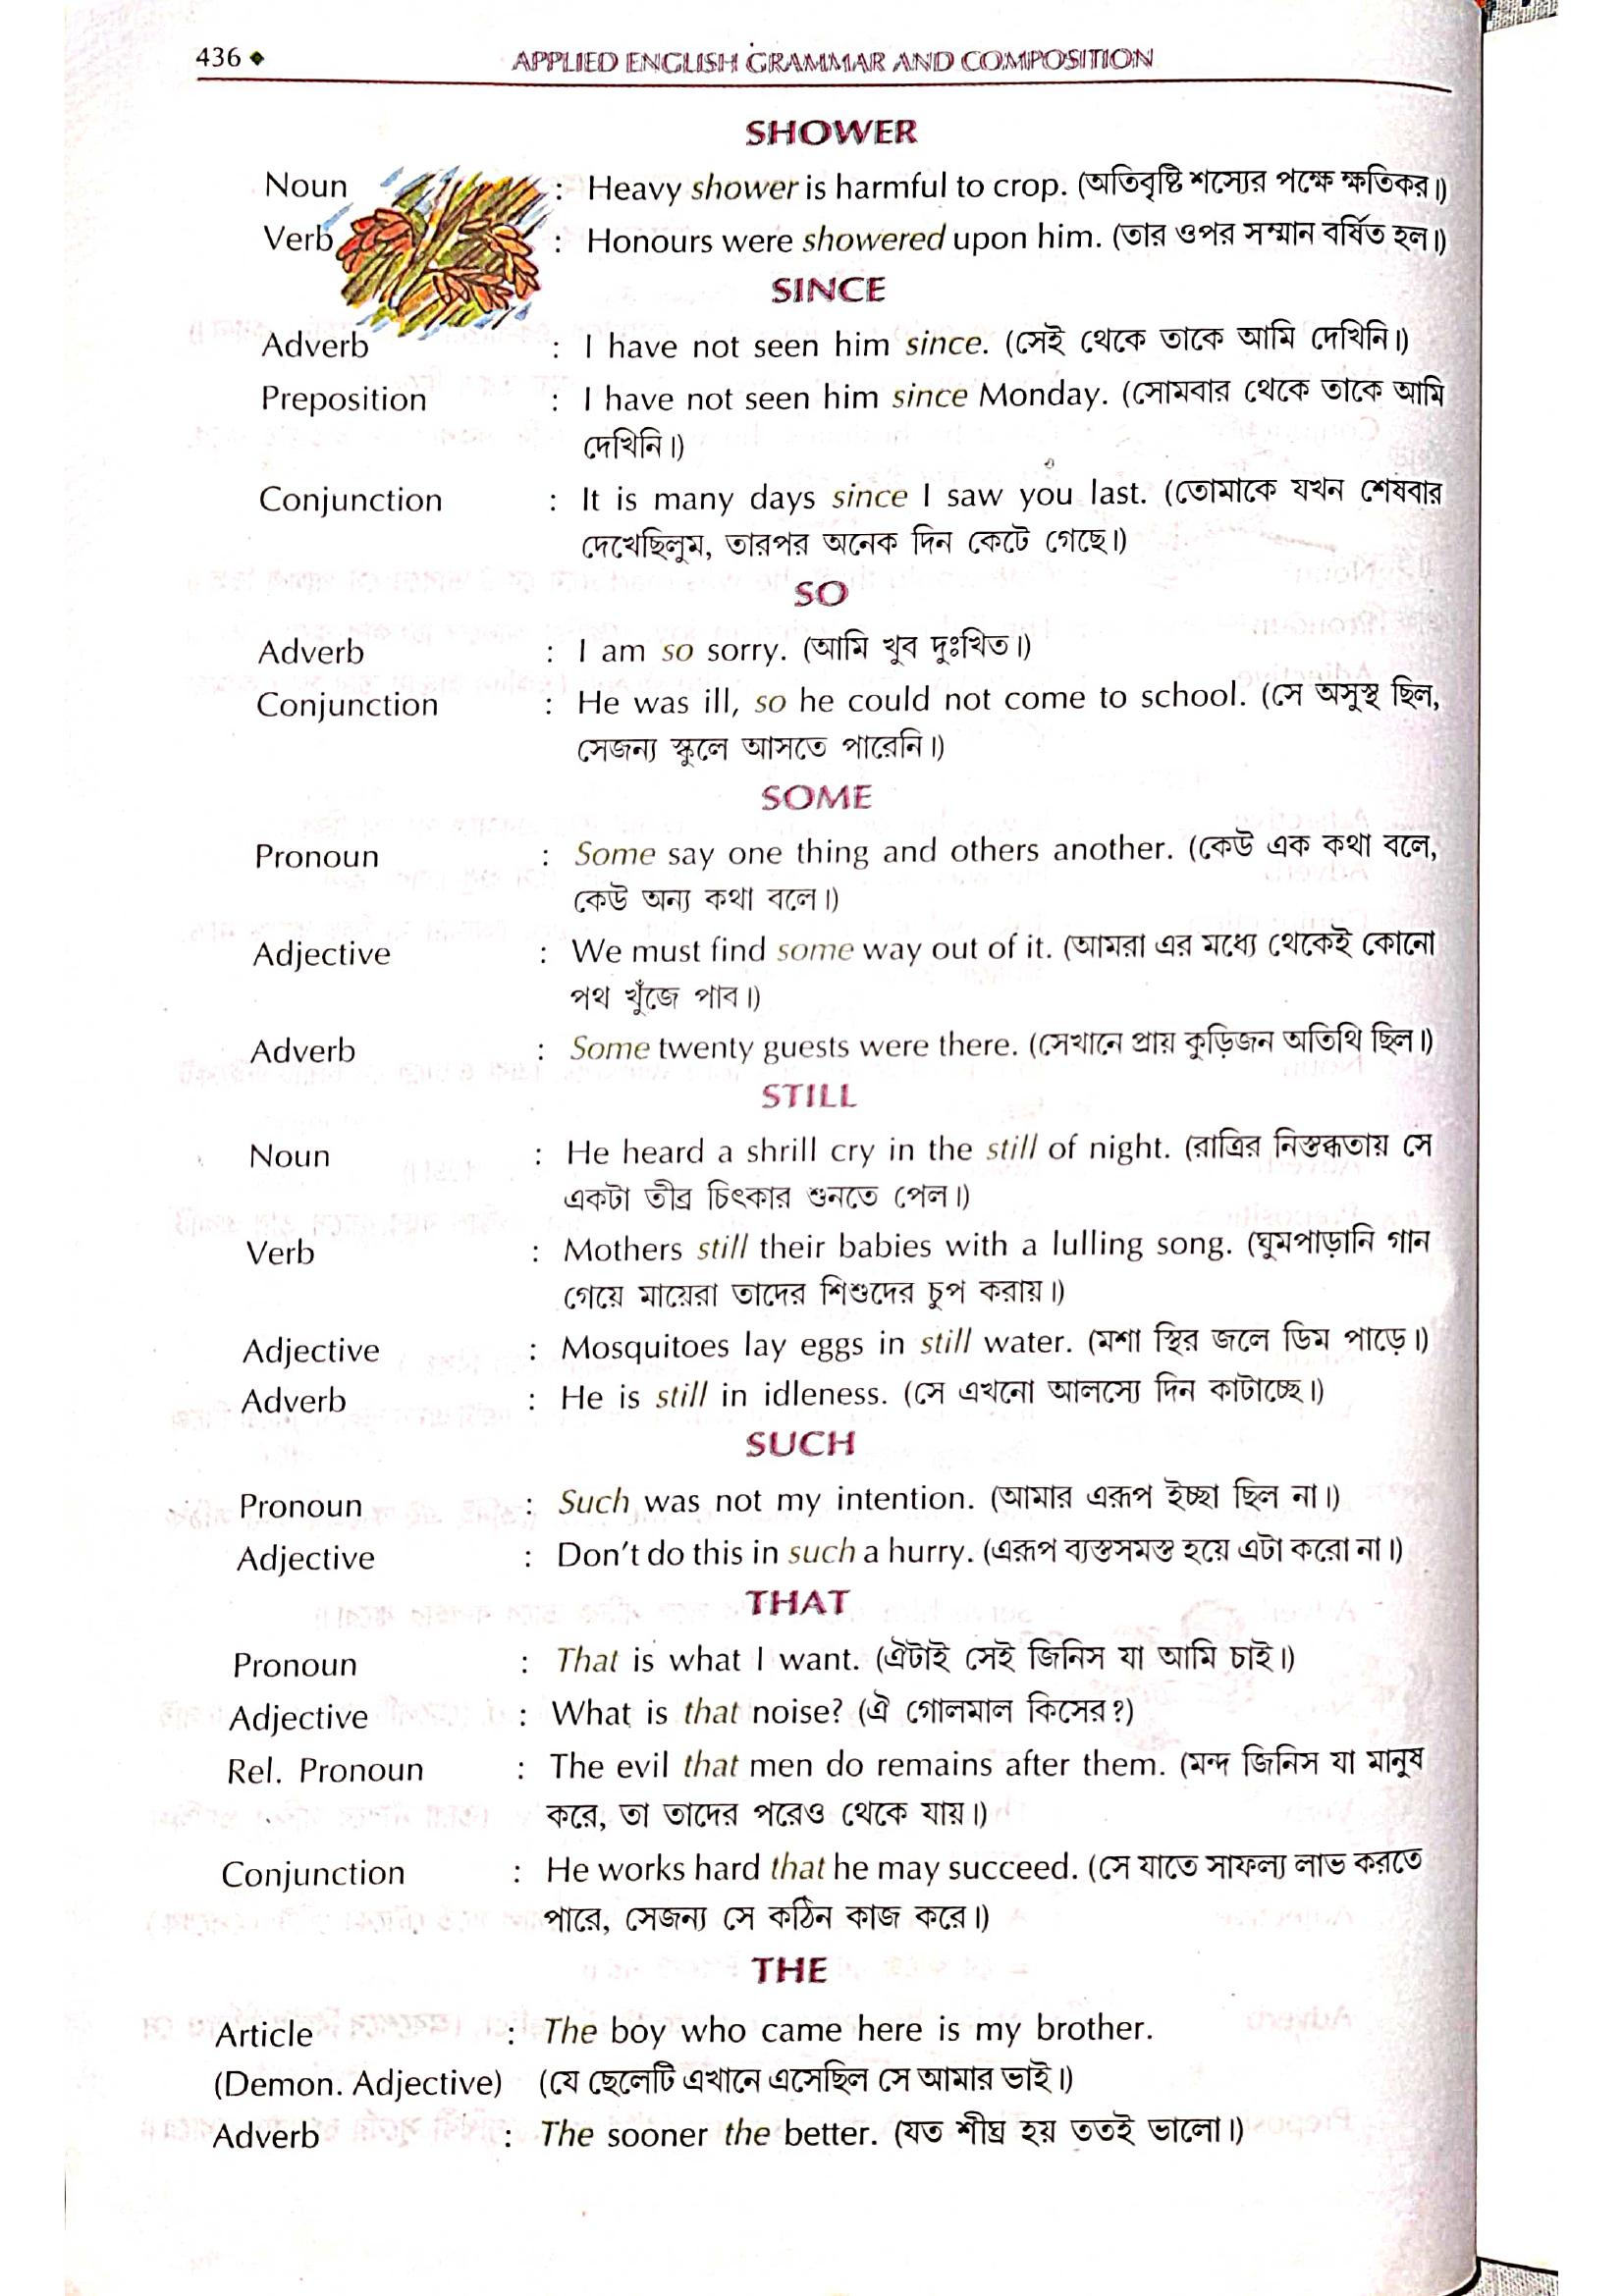 436 ◆ APPLIED ENGLISH GRAMMAR AND COMPOSITION
SHOWER
Noun : Heavy shower is harmful to crop. (অতিবৃষ্টি শস্যের পক্ষে ক্ষতিকর।)
Verb : Honours were showered upon him. (তার ওপর সম্মান বর্ষিত হল।)
SINCE
Adverb : I have not seen him since. (সেই থেকে তাকে আমি দেখিনি।)
Preposition : I have not seen him since Monday. (সোমবার থেকে তাকে আমি
দেখিনি।)
Conjunction : It is many days since I saw you last. (তোমাকে যখন শেষবার
দেখেছিলুম, তারপর অনেক দিন কেটে গেছে।)
SO
Adverb : I am so sorry. (আমি খুব দুঃখিত।)
Conjunction : He was ill, so he could not come to school. (সে অসুস্থ ছিল,
সেজন্য স্কুলে আসতে পারেনি।)
SOME
Pronoun : Some say one thing and others another. (কেউ এক কথা বলে,
কেউ অন্য কথা বলে।)
Adjective : We must find some way out of it. (আমরা এর মধ্যে থেকেই কোনো
পথ খুঁজে পাব।)
Adverb : Some twenty guests were there. (সেখানে প্রায় কুড়িজন অতিথি ছিল।)
STILL
Noun : He heard a shrill cry in the still of night. (রাত্রির নিস্তব্ধতায় সে
একটা তীব্র চিৎকার শুনতে পেল।)
Verb : Mothers still their babies with a lulling song. (ঘুমপাড়ানি গান
গেয়ে মায়েরা তাদের শিশুদের চুপ করায়।)
Adjective : Mosquitoes lay eggs in still water. (মশা স্থির জলে ডিম পাড়ে।)
Adverb : He is still in idleness. (সে এখনো আলস্যে দিন কাটাচ্ছে।)
SUCH
Pronoun : Such was not my intention. (আমার এরূপ ইচ্ছা ছিল না।)
Adjective : Don't do this in such a hurry. (এরূপ ব্যস্তসমস্ত হয়ে এটা করো না।)
THAT
Pronoun : That is what I want. (ঐটাই সেই জিনিস যা আমি চাই।)
Adjective : What is that noise? (ঐ গোলমাল কিসের?)
Rel. Pronoun : The evil that men do remains after them. (মন্দ জিনিস যা মানুষ
করে, তা তাদের পরেও থেকে যায়।)
Conjunction : He works hard that he may succeed. (সে যাতে সাফল্য লাভ করতে
পারে, সেজন্য সে কঠিন কাজ করে।)
THE
Article : The boy who came here is my brother.
(Demon. Adjective) (যে ছেলেটি এখানে এসেছিল সে আমার ভাই।)
Adverb : The sooner the better. (যত শীঘ্র হয় ততই ভালো।)